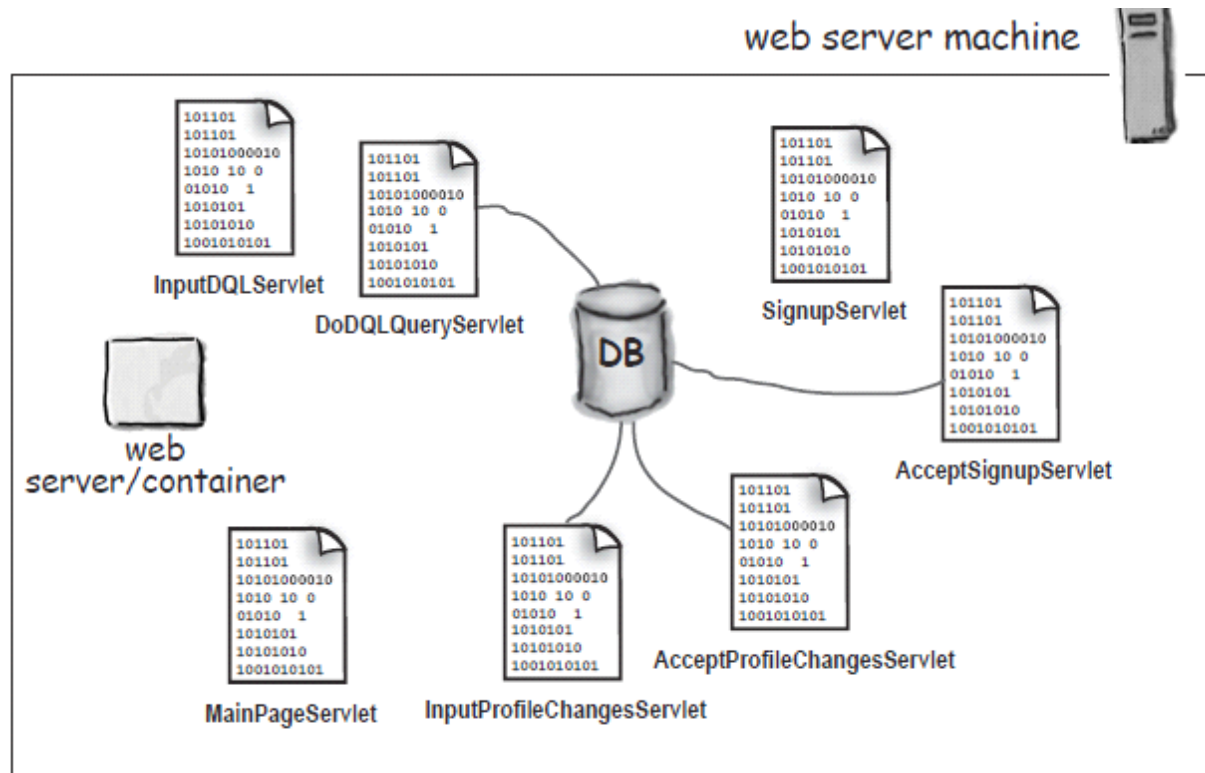 web server machine
101101
101101
10101000010
1010 10 0
01010 1
1010101
10101010
1001010101
InputDQLServlet
101101
101101
10101000010
1010 10 0
01010 1
1010101
10101010
1001010101
DoDQLQueryServlet
101101
101101
10101000010
1010 10 0
01010 1
1010101
10101010
1001010101
SignupServlet
DB
101101
101101
10101000010
1010 10 0
01010 1
1010101
10101010
1001010101
AcceptSignupServlet
web
server/container
101101
101101
10101000010
1010 10 0
01010 1
1010101
10101010
1001010101
MainPageServlet
101101
101101
10101000010
1010 10 0
01010 1
1010101
10101010
1001010101
InputProfileChangesServlet
101101
101101
10101000010
1010 10 0
01010 1
1010101
10101010
1001010101
AcceptProfileChangesServlet